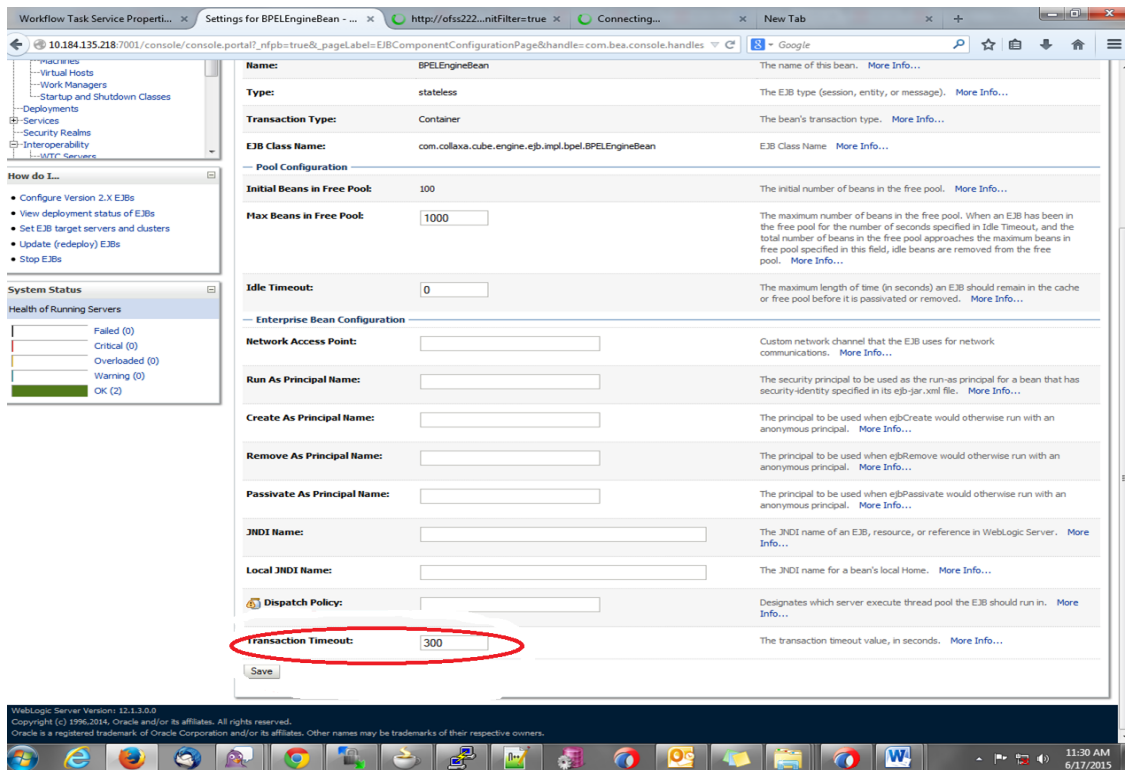 Workflow Task Service Properti... ×
Settings for BPELEngineBean - ... ×
http://ofss222...nitFilter=true ×
Connecting... ×
New Tab × +
10.184.135.218:7001/console/console.portal?_nfpb=true&_pageLabel=EJBComponentConfigurationPage&handle=com.bea.console.handles
Google
Machines
Virtual Hosts
Work Managers
Startup and Shutdown Classes
Deployments
Services
Security Realms
Interoperability
WTC Servers
How do I...
Configure Version 2.X EJBs
View deployment status of EJBs
Set EJB target servers and clusters
Update (redeploy) EJBs
Stop EJBs
System Status
Health of Running Servers
Failed (0)
Critical (0)
Overloaded (0)
Warning (0)
OK (2)
Name: BPELEngineBean The name of this bean. More Info...
Type: stateless The EJB type (session, entity, or message). More Info...
Transaction Type: Container The bean's transaction type. More Info...
EJB Class Name: com.collaxa.cube.engine.ejb.impl.bpel.BPELEngineBean EJB Class Name More Info...
Pool Configuration
Initial Beans in Free Pool: 100 The initial number of beans in the free pool. More Info...
Max Beans in Free Pool: 1000 The maximum number of beans in the free pool. When an EJB has been in
the free pool for the number of seconds specified in Idle Timeout, and the
total number of beans in the free pool approaches the maximum beans in
free pool specified in this field, idle beans are removed from the free
pool. More Info...
Idle Timeout: 0 The maximum length of time (in seconds) an EJB should remain in the cache
or free pool before it is passivated or removed. More Info...
Enterprise Bean Configuration
Network Access Point: Custom network channel that the EJB uses for network
communications. More Info...
Run As Principal Name: The security principal to be used as the run-as principal for a bean that has
security-identity specified in its ejb-jar.xml file. More Info...
Create As Principal Name: The principal to be used when ejbCreate would otherwise run with an
anonymous principal. More Info...
Remove As Principal Name: The principal to be used when ejbRemove would otherwise run with an
anonymous principal. More Info...
Passivate As Principal Name: The principal to be used when ejbPassivate would otherwise run with an
anonymous principal. More Info...
JNDI Name: The JNDI name of an EJB, resource, or reference in WebLogic Server. More
Info...
Local JNDI Name: The JNDI name for a bean's local Home. More Info...
Dispatch Policy: Designates which server execute thread pool the EJB should run in. More
Info...
Transaction Timeout: 300 The transaction timeout value, in seconds. More Info...
Save
WebLogic Server Version: 12.1.3.0.0
Copyright (c) 1996,2014, Oracle and/or its affiliates. All rights reserved.
Oracle is a registered trademark of Oracle Corporation and/or its affiliates. Other names may be trademarks of their respective owners.
11:30 AM
6/17/2015